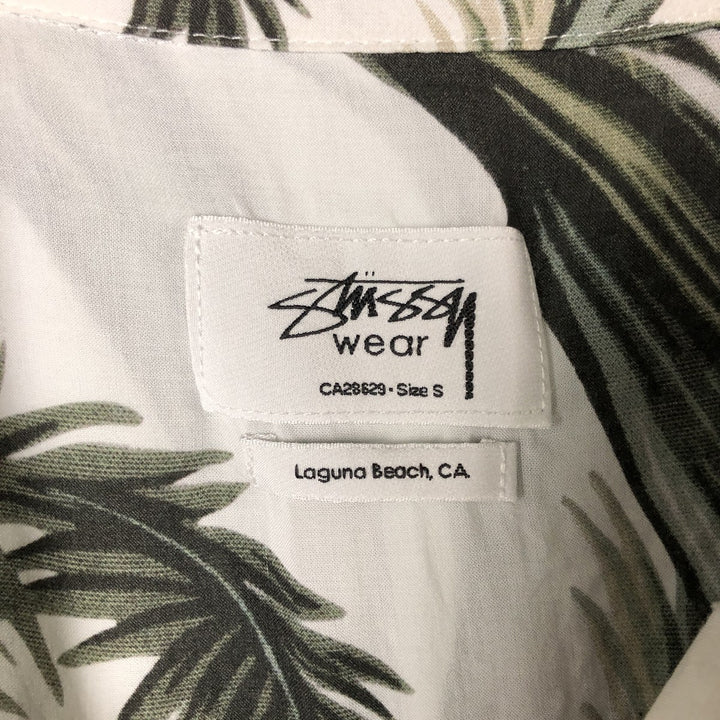 Stüssy
wear
CA28629 · Size S
Laguna Beach, CA.